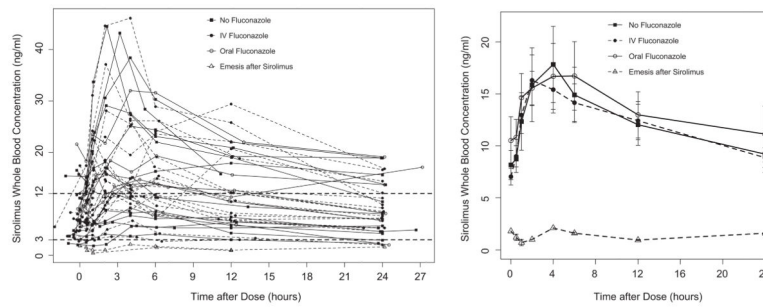 No Fluconazole
IV Fluconazole
Oral Fluconazole
Emesis after Sirolimus
Sirolimus Whole Blood Concentration (ng/ml)
40
30
20
12
3
0
0 3 6 9 12 15 18 21 24 27
Time after Dose (hours)
No Fluconazole
IV Fluconazole
Oral Fluconazole
Emesis after Sirolimus
Sirolimus Whole Blood Concentration (ng/ml)
20
15
10
5
0
0 4 8 12 16 20 24
Time after Dose (hours)